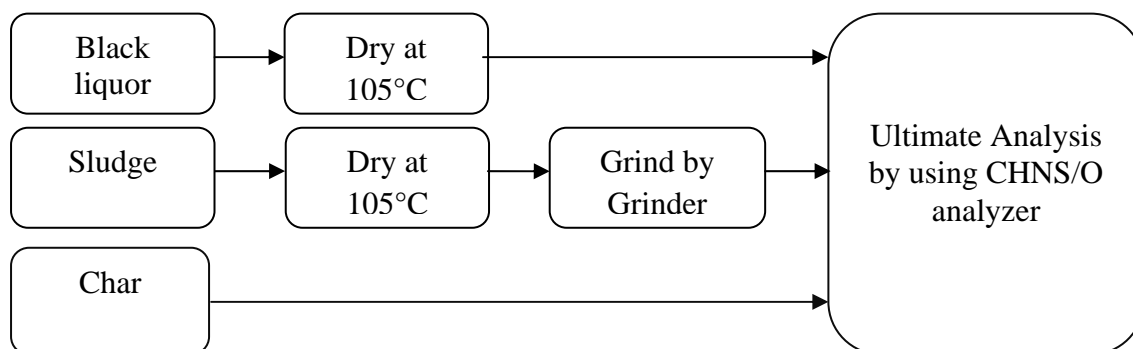 Black
liquor
Dry at
105°C
Sludge
Dry at
105°C
Grind by
Grinder
Char
Ultimate Analysis
by using CHNS/O
analyzer